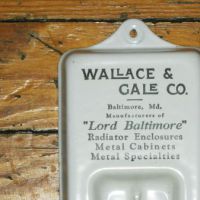 WALLACE &
GALE CO.
Baltimore, Md.
Manufacturers of
"Lord Baltimore"
Radiator Enclosures
Metal Cabinets
Metal Specialties